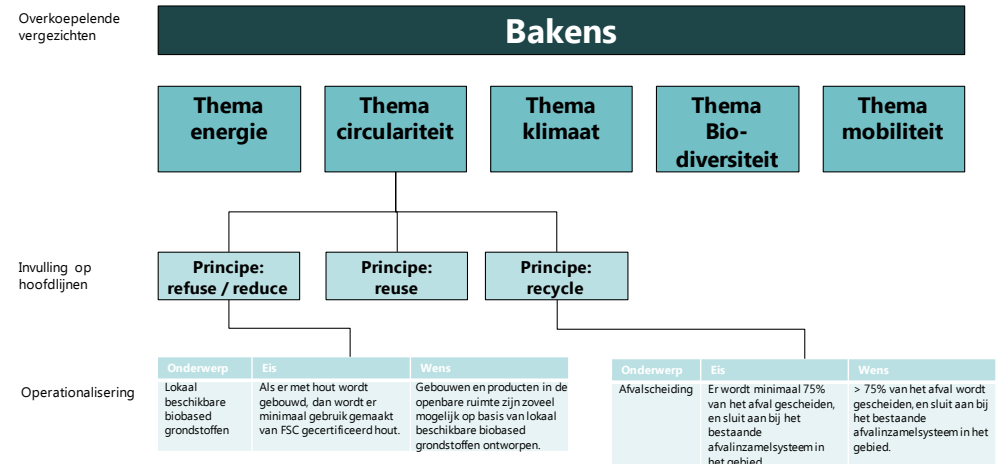 Overkoepelende
vergezichten
Bakens
Thema
energie
Thema
circulariteit
Thema
klimaat
Thema
Bio-
diversiteit
Thema
mobiliteit
Invulling op
hoofdlijnen
Principe:
refuse / reduce
Principe:
reuse
Principe:
recycle
Operationalisering
Onderwerp
Eis
Wens
Lokaal
beschikbare
biobased
grondstoffen
Als er met hout wordt
gebouwd, dan wordt er
minimaal gebruik gemaakt
van FSC gecertificeerd hout.
Gebouwen en producten in de
openbare ruimte zijn zoveel
mogelijk op basis van lokaal
beschikbare biobased
grondstoffen ontworpen.
Onderwerp
Eis
Wens
Afvalscheiding
Er wordt minimaal 75%
van het afval gescheiden,
en sluit aan bij het
bestaande
afvalinzamelsysteem in
het gebied.
> 75% van het afval wordt
gescheiden, en sluit aan bij
het bestaande
afvalinzamelsysteem in het
gebied.